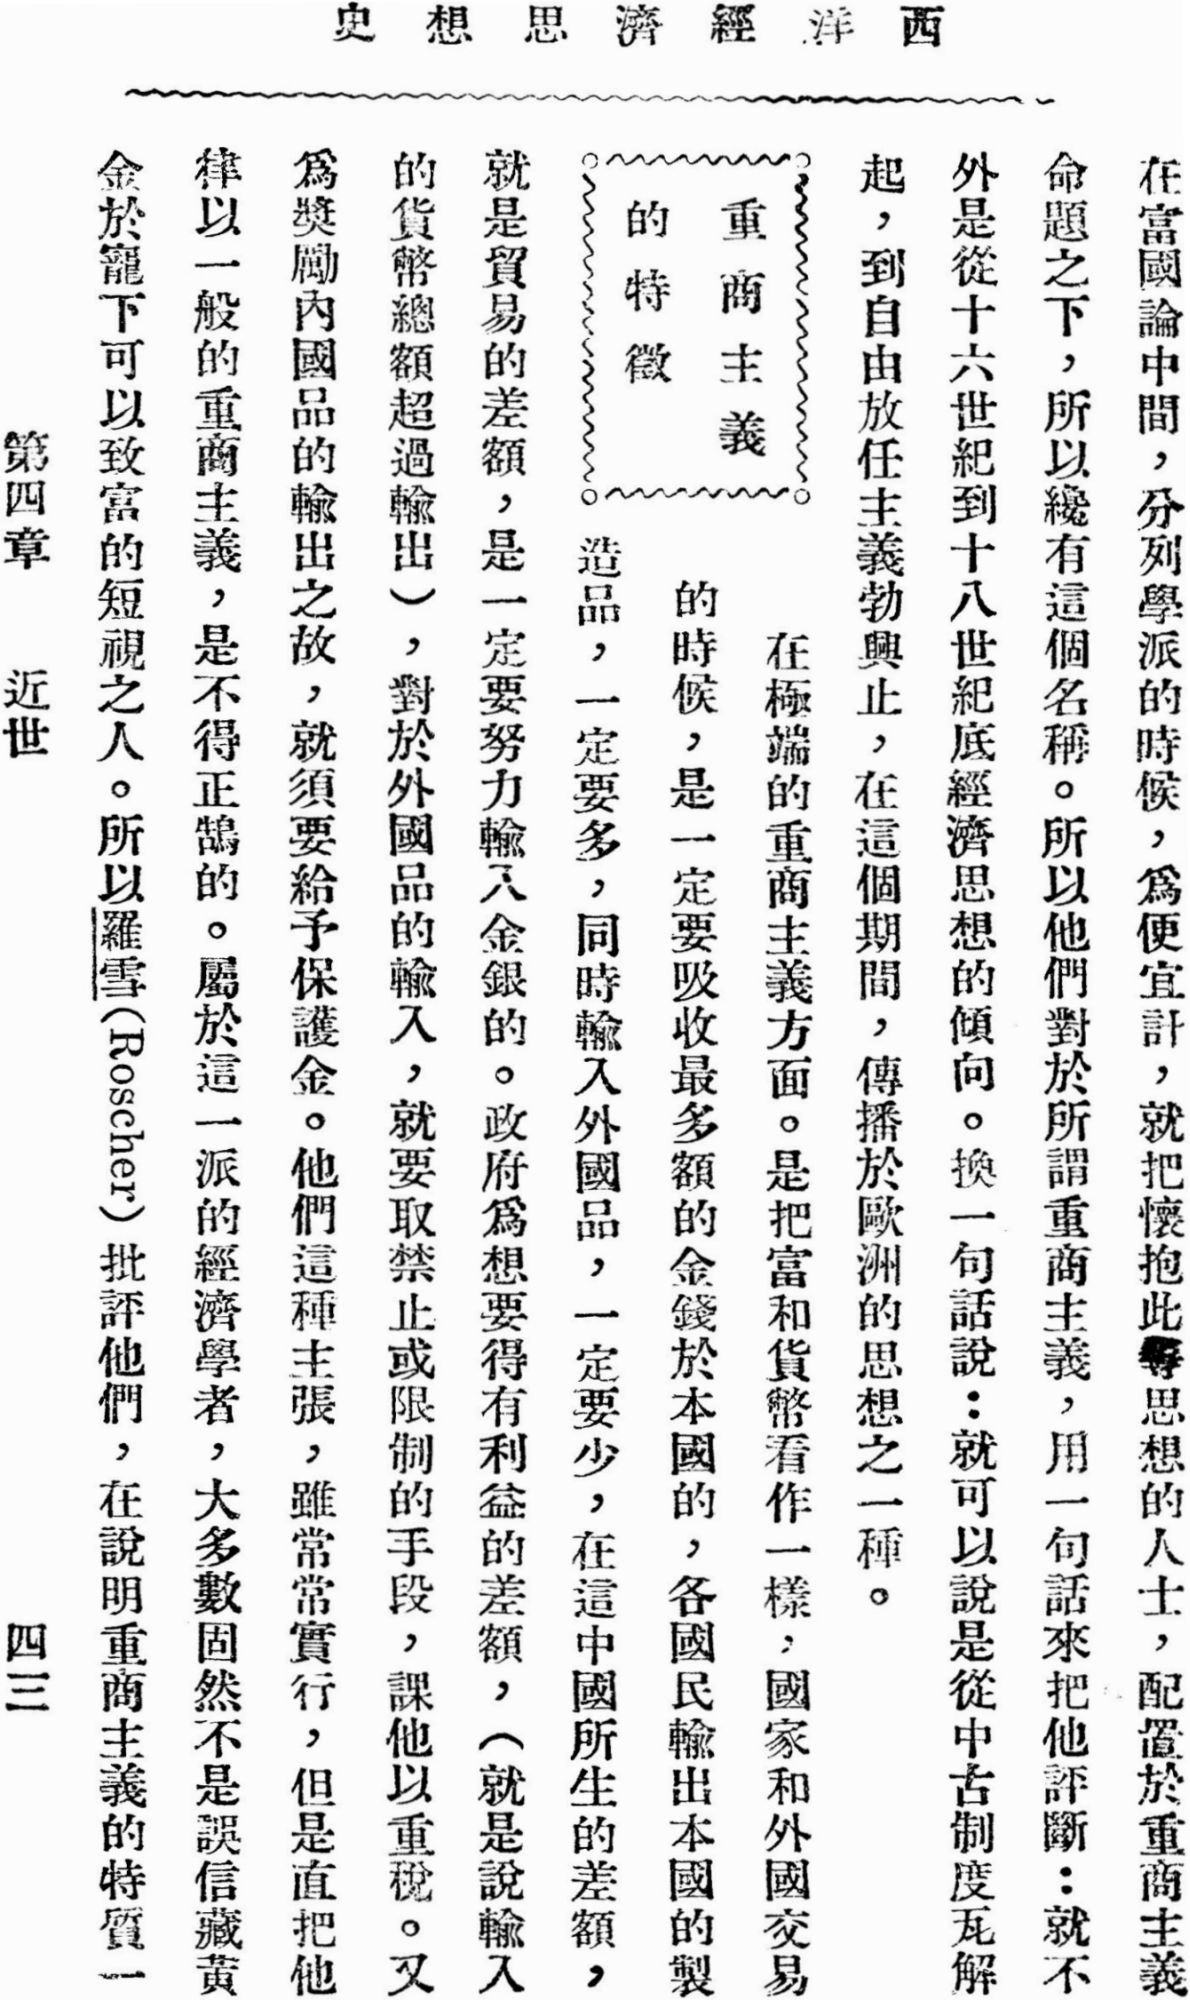 西洋經濟思想史
在富國論中間，分列學派的時候，爲便宜計，就把懷抱此等思想的人士，配置於重商主義
命題之下，所以纔有這個名稱。所以他們對於所謂重商主義，用一句話來把他評斷：就不
外是從十六世紀到十八世紀底經濟思想的傾向。換一句話說：就可以說是從中古制度瓦解
起，到自由放任主義勃興止，在這個期間，傳播於歐洲的思想之一種。
重商主義
的特徵
在極端的重商主義方面。是把富和貨幣看作一樣，國家和外國交易
的時候，是一定要吸收最多額的金錢於本國的，各國民輸出本國的製
造品，一定要多，同時輸入外國品，一定要少，在這中國所生的差額，
就是貿易的差額，是一定要努力輸入金銀的。政府爲想要得有利益的差額，（就是說輸入
的貨幣總額超過輸出），對於外國品的輸入，就要取禁止或限制的手段，課他以重稅。又
爲獎勵內國品的輸出之故，就須要給予保護金。他們這種主張，雖常常實行，但是直把他
律以一般的重商主義，是不得正鵠的。屬於這一派的經濟學者，大多數固然不是誤信藏黃
金於竈下可以致富的短視之人。所以羅雪(Roscher)批評他們，在說明重商主義的特質一
第四章 近世 四三